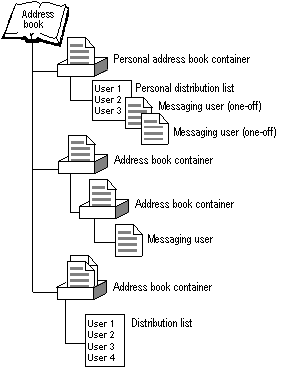 Address
book
Personal address book container
User 1
User 2
User 3
Personal distribution list
Messaging user (one-off)
Messaging user (one-off)
Address book container
Address book container
Messaging user
Address book container
User 1
User 2
User 3
User 4
Distribution list